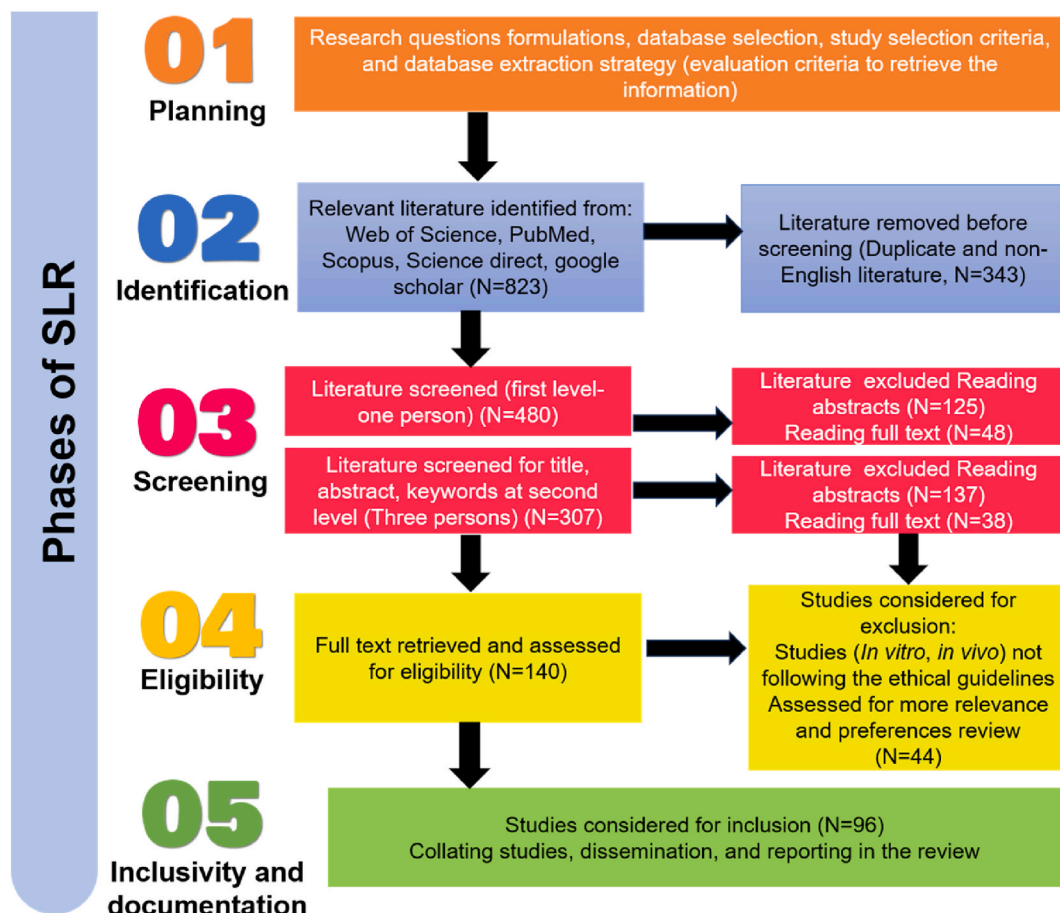 Phases of SLR
01
Planning
Research questions formulations, database selection, study selection criteria,
and database extraction strategy (evaluation criteria to retrieve the
information)
02
Identification
Relevant literature identified from:
Web of Science, PubMed,
Scopus, Science direct, google
scholar (N=823)
Literature removed before
screening (Duplicate and non-
English literature, N=343)
03
Screening
Literature screened (first level-
one person) (N=480)
Literature excluded Reading
abstracts (N=125)
Reading full text (N=48)
Literature screened for title,
abstract, keywords at second
level (Three persons) (N=307)
Literature excluded Reading
abstracts (N=137)
Reading full text (N=38)
04
Eligibility
Full text retrieved and assessed
for eligibility (N=140)
Studies considered for
exclusion:
Studies (In vitro, in vivo) not
following the ethical guidelines
Assessed for more relevance
and preferences review
(N=44)
05
Inclusivity and
documentation
Studies considered for inclusion (N=96)
Collating studies, dissemination, and reporting in the review